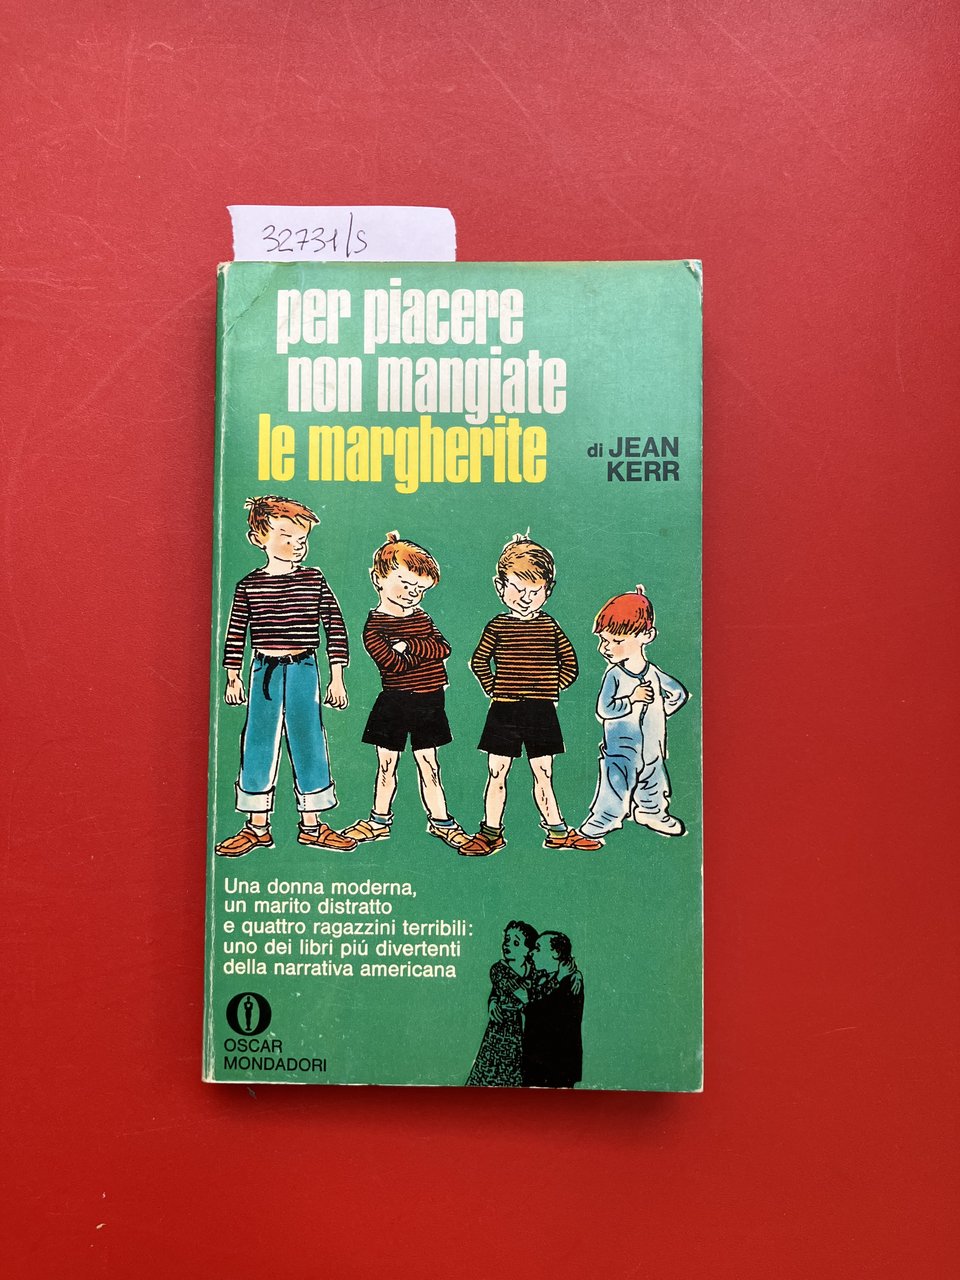 32731/s
per piacere
non mangiate
le margherite
di JEAN
KERR
Una donna moderna,
un marito distratto
e quattro ragazzini terribili:
uno dei libri piú divertenti
della narrativa americana
OSCAR
MONDADORI